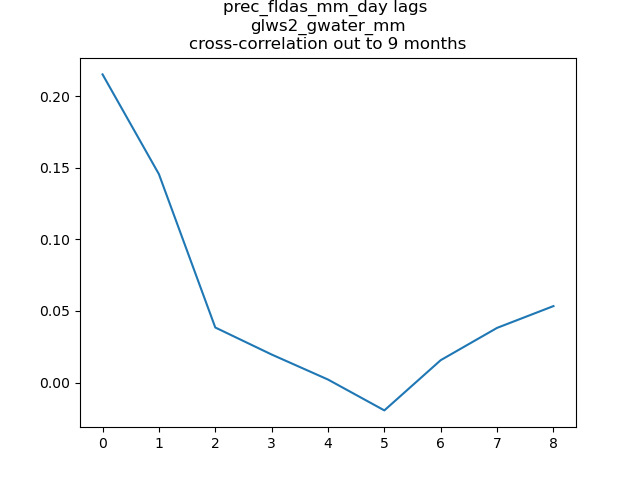 prec_fldas_mm_day lags
glws2_gwater_mm
cross-correlation out to 9 months
0.20
0.15
0.10
0.05
0.00
0 1 2 3 4 5 6 7 8